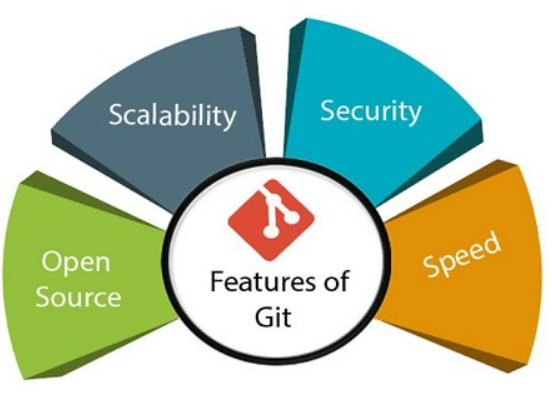 Scalability
Security
Open
Source
Speed
Features of
Git